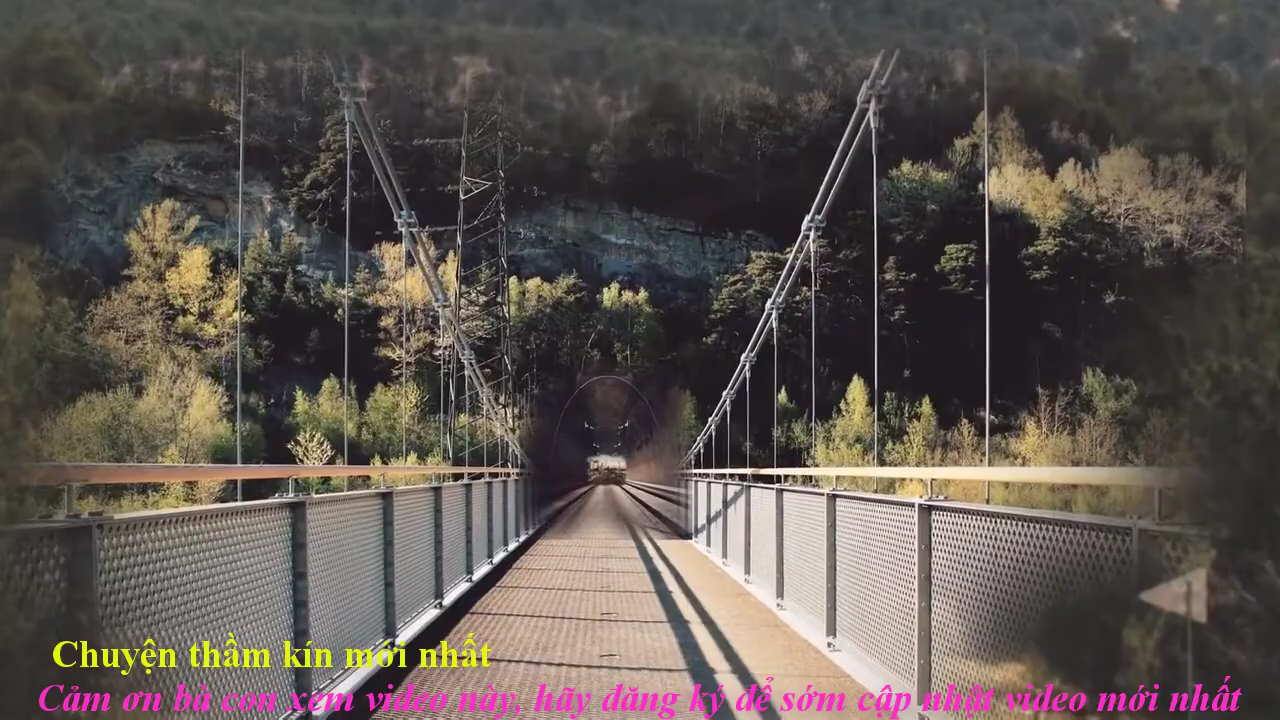 Chuyện thầm kín mới nhất
Cảm ơn bà con xem video này, hãy đăng ký để sớm cập nhật video mới nhất